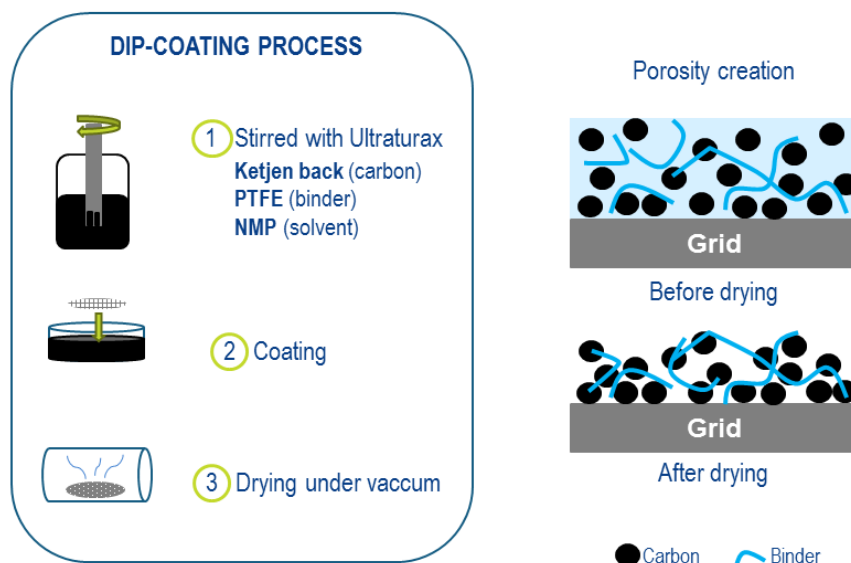 DIP-COATING PROCESS
1 Stirred with Ultraturax
Ketjen back (carbon)
PTFE (binder)
NMP (solvent)
2 Coating
3 Drying under vaccum
Porosity creation
Grid
Before drying
Grid
After drying
Carbon Binder